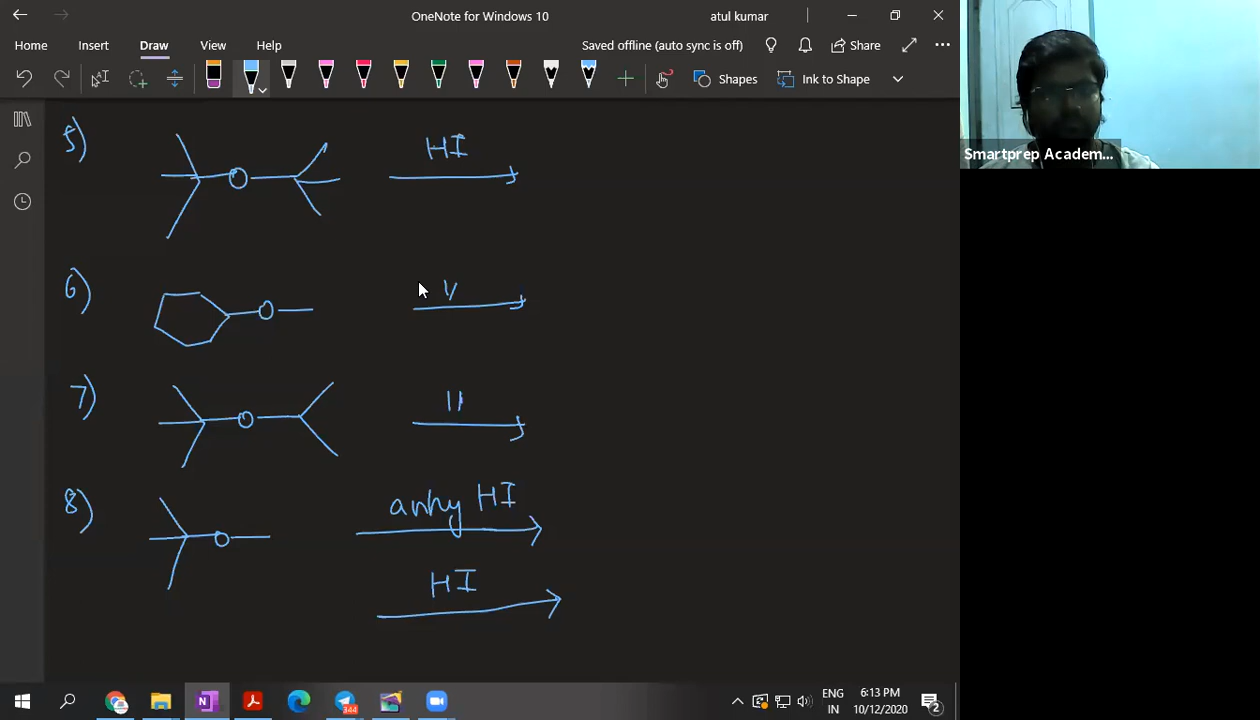 OneNote for Windows 10
atul kumar
Home Insert Draw View Help
Saved offline (auto sync is off)
Share
Shapes
Ink to Shape
Smartprep Academ...
5)
O
HI
6)
O
"
7)
O
"
8)
O
anhy HI
HI
344
ENG
IN
6:13 PM
10/12/2020
2